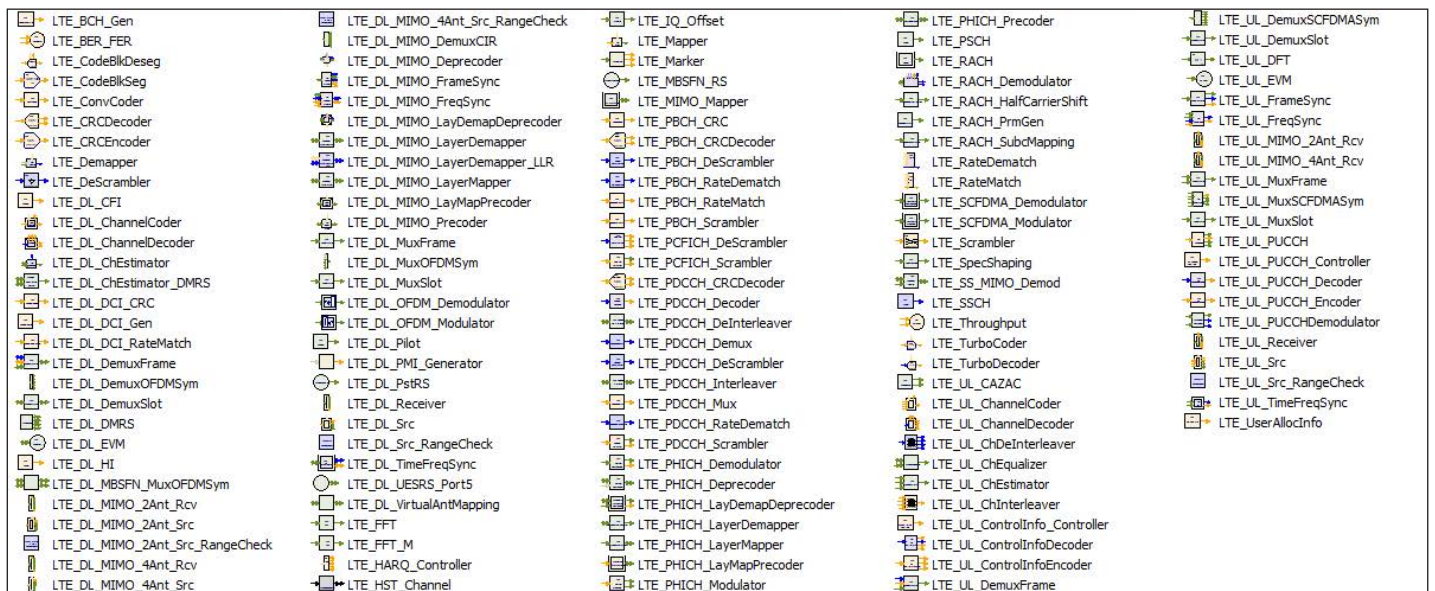 LTE_BCH_Gen
LTE_BER_FER
LTE_CodeBlkDeseg
LTE_CodeBlkSeg
LTE_ConvCoder
LTE_CRCDecoder
LTE_CRCEncoder
LTE_Demapper
LTE_DeScrambler
LTE_DL_CFI
LTE_DL_ChannelCoder
LTE_DL_ChannelDecoder
LTE_DL_ChEstimator
LTE_DL_ChEstimator_DMRS
LTE_DL_DCI_CRC
LTE_DL_DCI_Gen
LTE_DL_DCI_RateMatch
LTE_DL_DemuxFrame
LTE_DL_DemuxOFDMSym
LTE_DL_DemuxSlot
LTE_DL_DMRS
LTE_DL_EVM
LTE_DL_HI
LTE_DL_MBSFN_MuxOFDMSym
LTE_DL_MIMO_2Ant_Rcv
LTE_DL_MIMO_2Ant_Src
LTE_DL_MIMO_2Ant_Src_RangeCheck
LTE_DL_MIMO_4Ant_Rcv
LTE_DL_MIMO_4Ant_Src
LTE_DL_MIMO_4Ant_Src_RangeCheck
LTE_DL_MIMO_DemuxCIR
LTE_DL_MIMO_Deprecoder
LTE_DL_MIMO_FrameSync
LTE_DL_MIMO_FreqSync
LTE_DL_MIMO_LayDemapDeprecoder
LTE_DL_MIMO_LayerDemapper
LTE_DL_MIMO_LayerDemapper_LLR
LTE_DL_MIMO_LayerMapper
LTE_DL_MIMO_LayMapPrecoder
LTE_DL_MIMO_Precoder
LTE_DL_MuxFrame
LTE_DL_MuxOFDMSym
LTE_DL_MuxSlot
LTE_DL_OFDM_Demodulator
LTE_DL_OFDM_Modulator
LTE_DL_Pilot
LTE_DL_PMI_Generator
LTE_DL_PstRS
LTE_DL_Receiver
LTE_DL_Src
LTE_DL_Src_RangeCheck
LTE_DL_TimeFreqSync
LTE_DL_UESRS_Port5
LTE_DL_VirtualAntMapping
LTE_FFT
LTE_FFT_M
LTE_HARQ_Controller
LTE_HST_Channel
LTE_IQ_Offset
LTE_Mapper
LTE_Marker
LTE_MBSFN_RS
LTE_MIMO_Mapper
LTE_PBCH_CRC
LTE_PBCH_CRCDecoder
LTE_PBCH_DeScrambler
LTE_PBCH_RateDematch
LTE_PBCH_RateMatch
LTE_PBCH_Scrambler
LTE_PCFICH_DeScrambler
LTE_PCFICH_Scrambler
LTE_PDCCH_CRCDecoder
LTE_PDCCH_Decoder
LTE_PDCCH_DeInterleaver
LTE_PDCCH_Demux
LTE_PDCCH_DeScrambler
LTE_PDCCH_Interleaver
LTE_PDCCH_Mux
LTE_PDCCH_RateDematch
LTE_PDCCH_Scrambler
LTE_PHICH_Demodulator
LTE_PHICH_Deprecoder
LTE_PHICH_LayDemapDeprecoder
LTE_PHICH_LayerDemapper
LTE_PHICH_LayerMapper
LTE_PHICH_LayMapPrecoder
LTE_PHICH_Modulator
LTE_PHICH_Precoder
LTE_PSCH
LTE_RACH
LTE_RACH_Demodulator
LTE_RACH_HalfCarrierShift
LTE_RACH_PrmGen
LTE_RACH_SubcMapping
LTE_RateDematch
LTE_RateMatch
LTE_SCFDMA_Demodulator
LTE_SCFDMA_Modulator
LTE_Scrambler
LTE_SpecShaping
LTE_SS_MIMO_Demod
LTE_SSCH
LTE_Throughput
LTE_TurboCoder
LTE_TurboDecoder
LTE_UL_CAZAC
LTE_UL_ChannelCoder
LTE_UL_ChannelDecoder
LTE_UL_ChDeInterleaver
LTE_UL_ChEqualizer
LTE_UL_ChEstimator
LTE_UL_ChInterleaver
LTE_UL_ControlInfo_Controller
LTE_UL_ControlInfoDecoder
LTE_UL_ControlInfoEncoder
LTE_UL_DemuxFrame
LTE_UL_DemuxSCFDMASym
LTE_UL_DemuxSlot
LTE_UL_DFT
LTE_UL_EVM
LTE_UL_FrameSync
LTE_UL_FreqSync
LTE_UL_MIMO_2Ant_Rcv
LTE_UL_MIMO_4Ant_Rcv
LTE_UL_MuxFrame
LTE_UL_MuxSCFDMASym
LTE_UL_MuxSlot
LTE_UL_PUCCH
LTE_UL_PUCCH_Controller
LTE_UL_PUCCH_Decoder
LTE_UL_PUCCH_Encoder
LTE_UL_PUCCHDemodulator
LTE_UL_Receiver
LTE_UL_Src
LTE_UL_Src_RangeCheck
LTE_UL_TimeFreqSync
LTE_UserAllocInfo